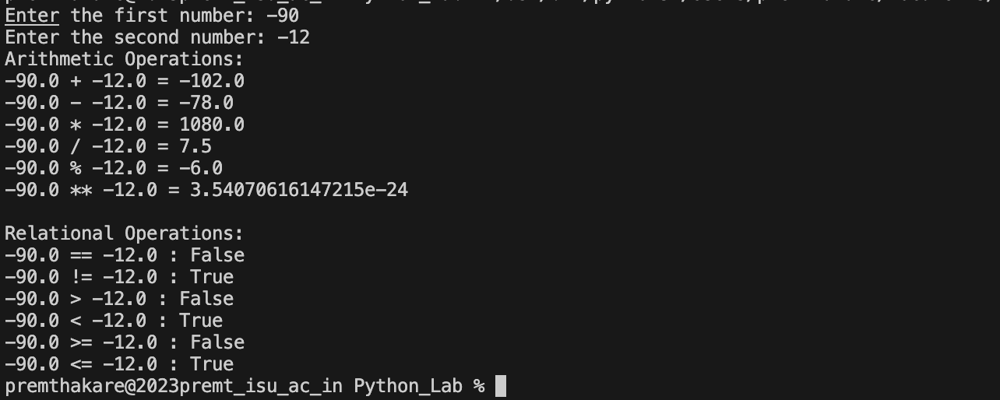 Enter the first number: -90
Enter the second number: -12
Arithmetic Operations:
-90.0 + -12.0 = -102.0
-90.0 - -12.0 = -78.0
-90.0 * -12.0 = 1080.0
-90.0 / -12.0 = 7.5
-90.0 % -12.0 = -6.0
-90.0 ** -12.0 = 3.54070616147215e-24
Relational Operations:
-90.0 == -12.0 : False
-90.0 != -12.0 : True
-90.0 > -12.0 : False
-90.0 < -12.0 : True
-90.0 >= -12.0 : False
-90.0 <= -12.0 : True
premthakare@2023premt_isu_ac_in Python_Lab %